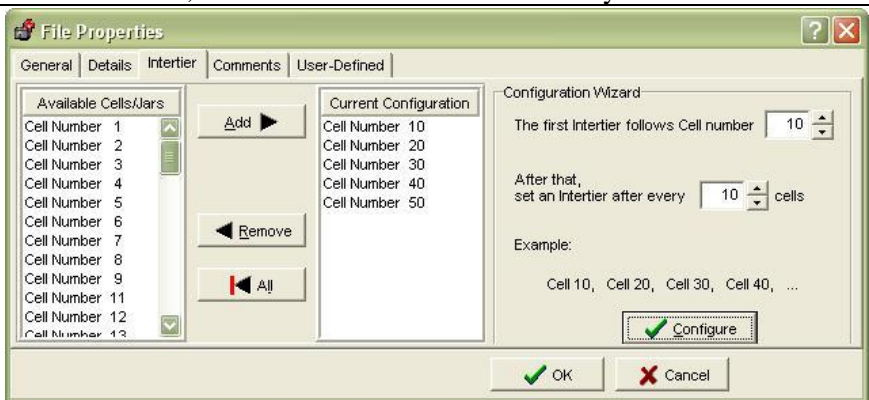 File Properties
General Details Intertier Comments User-Defined
Available Cells/Jars
Cell Number 1
Cell Number 2
Cell Number 3
Cell Number 4
Cell Number 5
Cell Number 6
Cell Number 7
Cell Number 8
Cell Number 9
Cell Number 11
Cell Number 12
Cell Number 13
Add
Remove
All
Current Configuration
Cell Number 10
Cell Number 20
Cell Number 30
Cell Number 40
Cell Number 50
Configuration Wizard
The first Intertier follows Cell number 10
After that,
set an Intertier after every 10 cells
Example:
Cell 10, Cell 20, Cell 30, Cell 40, ...
Configure
OK Cancel